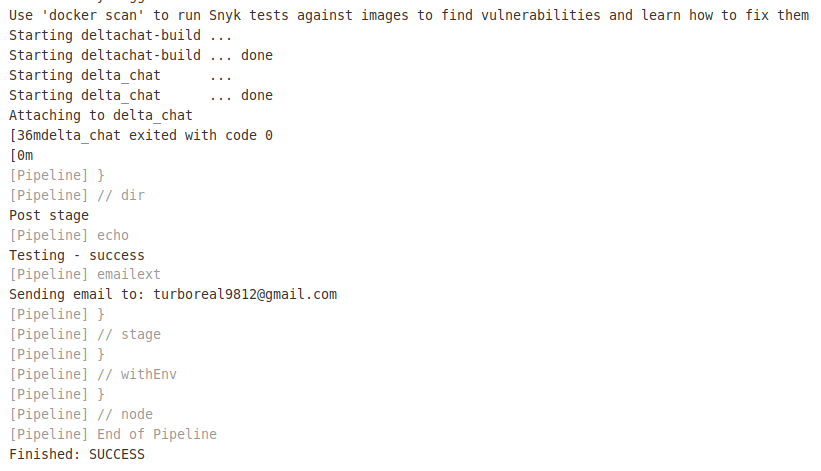 Use 'docker scan' to run Snyk tests against images to find vulnerabilities and learn how to fix them
Starting deltachat-build ...
Starting deltachat-build ... done
Starting delta_chat      ...
Starting delta_chat      ... done
Attaching to delta_chat
[36mdelta_chat exited with code 0
[0m
[Pipeline] }
[Pipeline] // dir
Post stage
[Pipeline] echo
Testing - success
[Pipeline] emailext
Sending email to: turboreal9812@gmail.com
[Pipeline] }
[Pipeline] // stage
[Pipeline] }
[Pipeline] // withEnv
[Pipeline] }
[Pipeline] // node
[Pipeline] End of Pipeline
Finished: SUCCESS